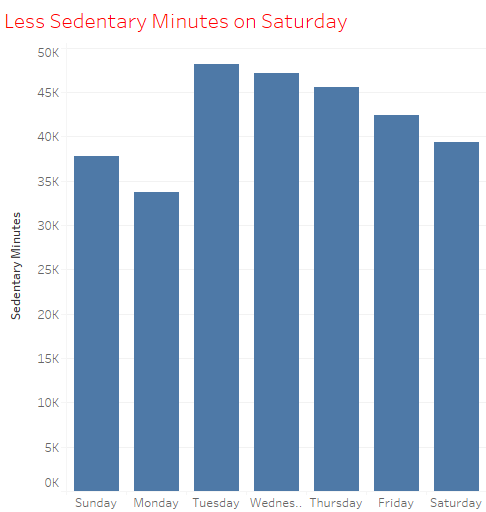 Less Sedentary Minutes on Saturday
50K
45K
40K
35K
30K
25K
20K
15K
10K
5K
0K
Sedentary Minutes
Sunday Monday Tuesday Wednes.. Thursday Friday Saturday